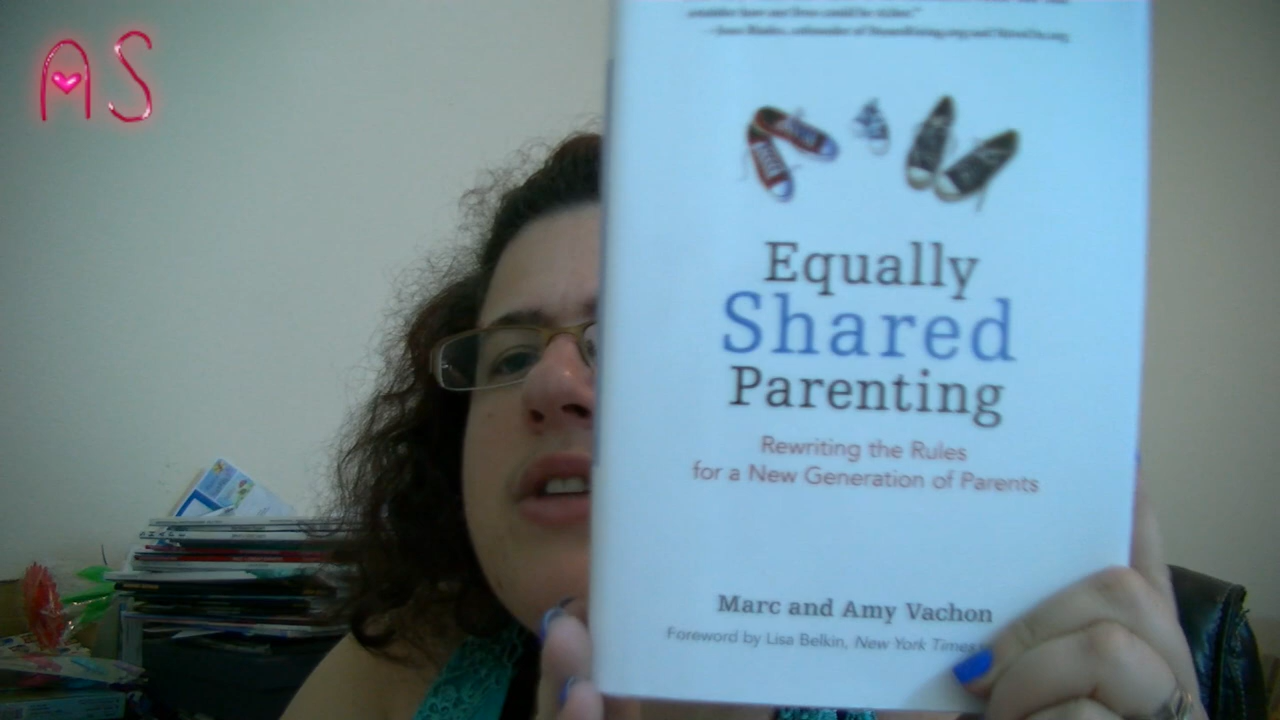 AS
Equally
Shared
Parenting
Rewriting the Rules
for a New Generation of Parents
Marc and Amy Vachon
Foreword by Lisa Belkin, New York Times